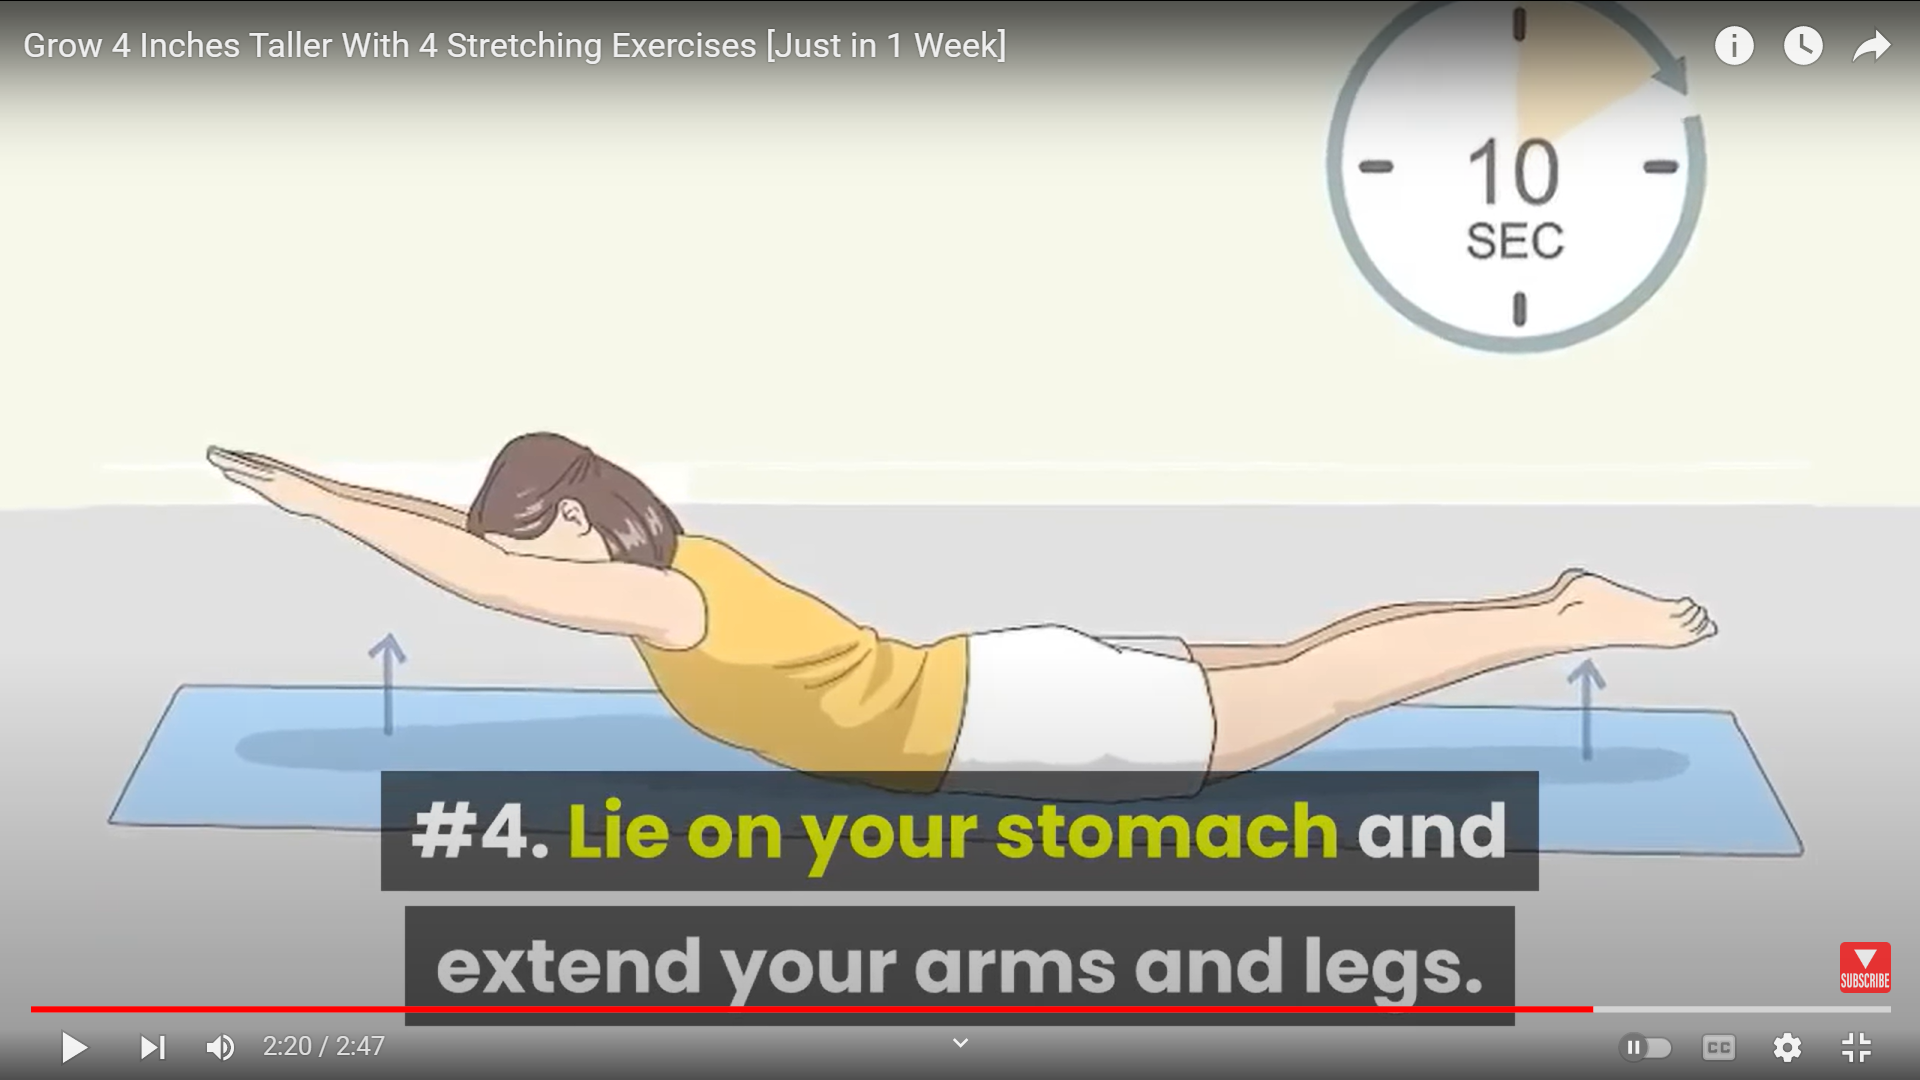 Grow 4 Inches Taller With 4 Stretching Exercises [Just in 1 Week]
10
SEC
#4. Lie on your stomach and
extend your arms and legs.
SUBSCRIBE
2:20 / 2:47
CC